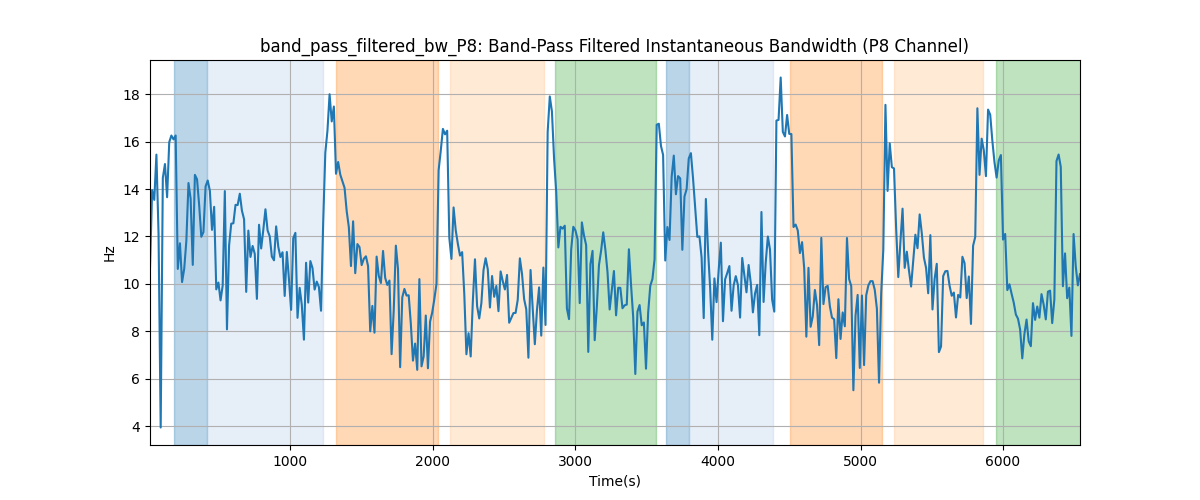 band_pass_filtered_bw_P8: Band-Pass Filtered Instantaneous Bandwidth (P8 Channel)
Hz
18
16
14
12
10
8
6
4
1000 2000 3000 4000 5000 6000
Time(s)